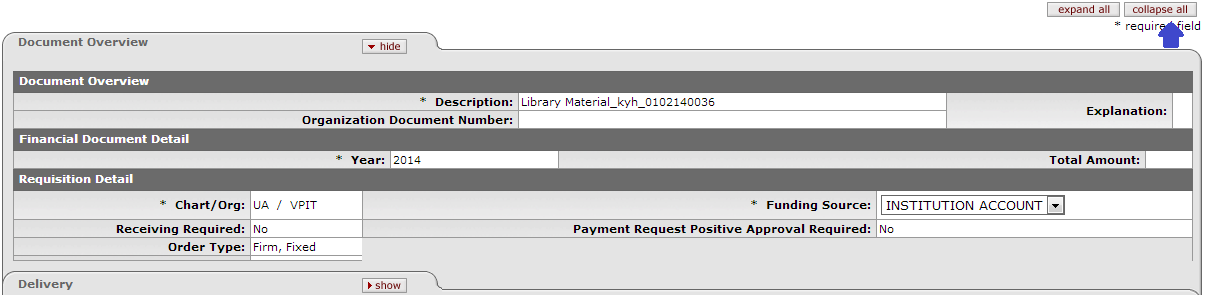 expand all collapse all
* required field
Document Overview hide
Document Overview
* Description: Library Material_kyh_0102140036 Explanation:
Organization Document Number:
Financial Document Detail
* Year: 2014 Total Amount:
Requisition Detail
* Chart/Org: UA / VPIT * Funding Source: INSTITUTION ACCOUNT
Receiving Required: No Payment Request Positive Approval Required: No
Order Type: Firm, Fixed
Delivery show